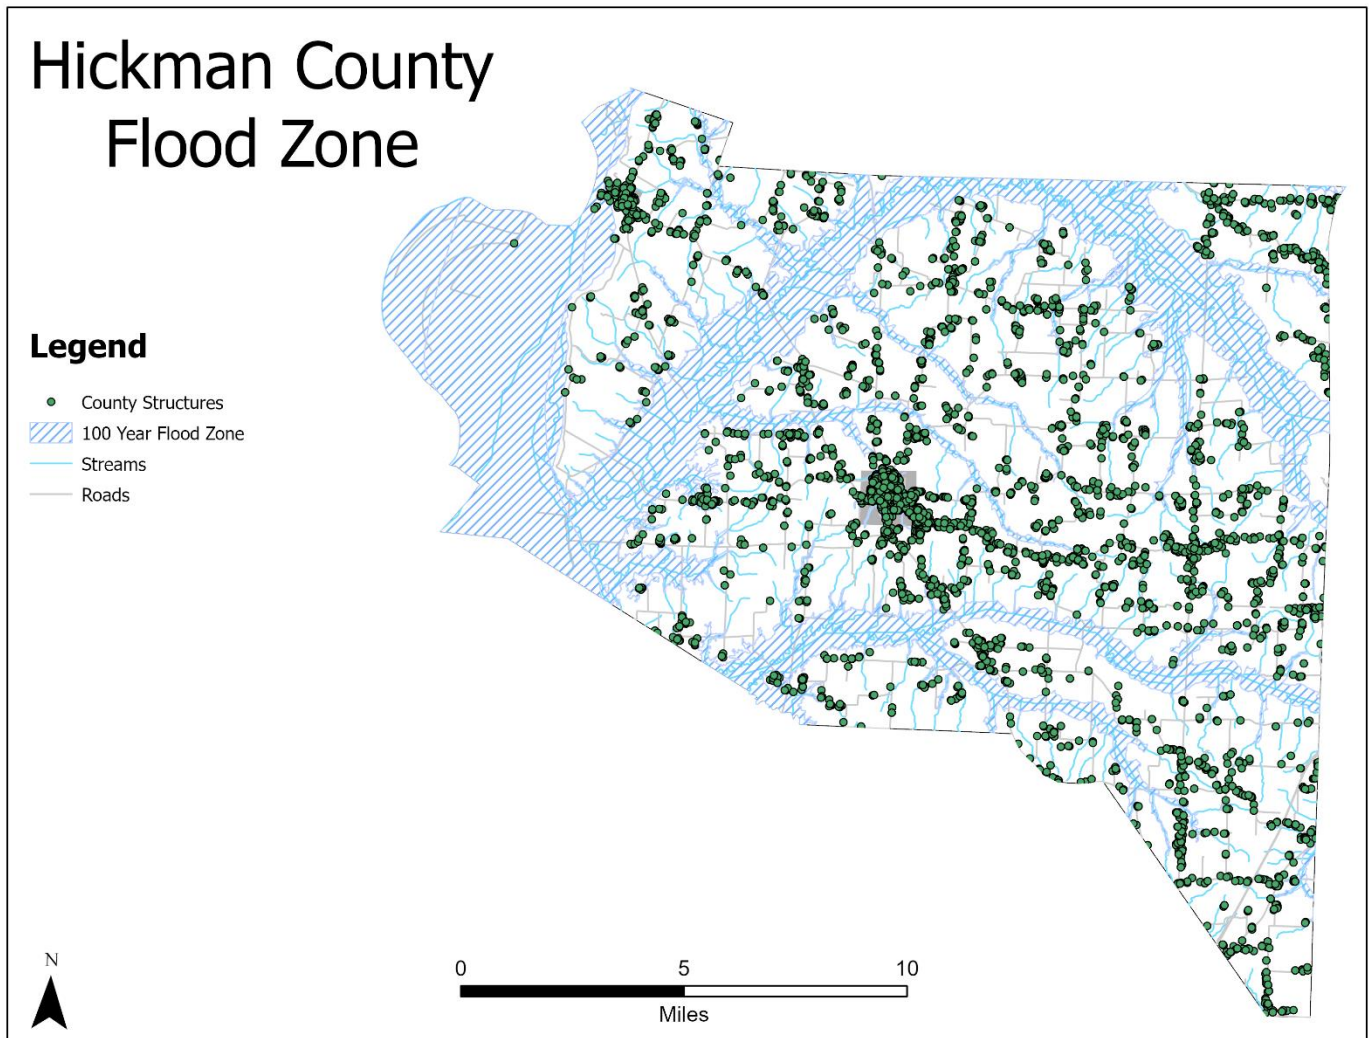 Hickman County
Flood Zone
Legend
County Structures
100 Year Flood Zone
Streams
Roads
N
0 5 10
Miles